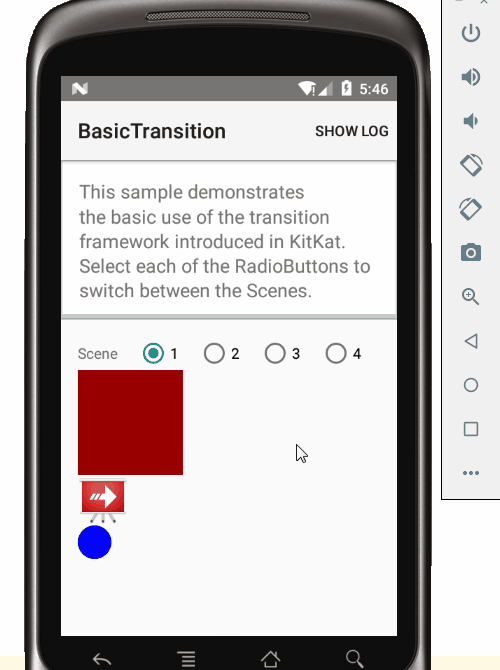 5:46
BasicTransition
SHOW LOG
This sample demonstrates
the basic use of the transition
framework introduced in KitKat.
Select each of the RadioButtons to
switch between the Scenes.
Scene 1 2 3 4